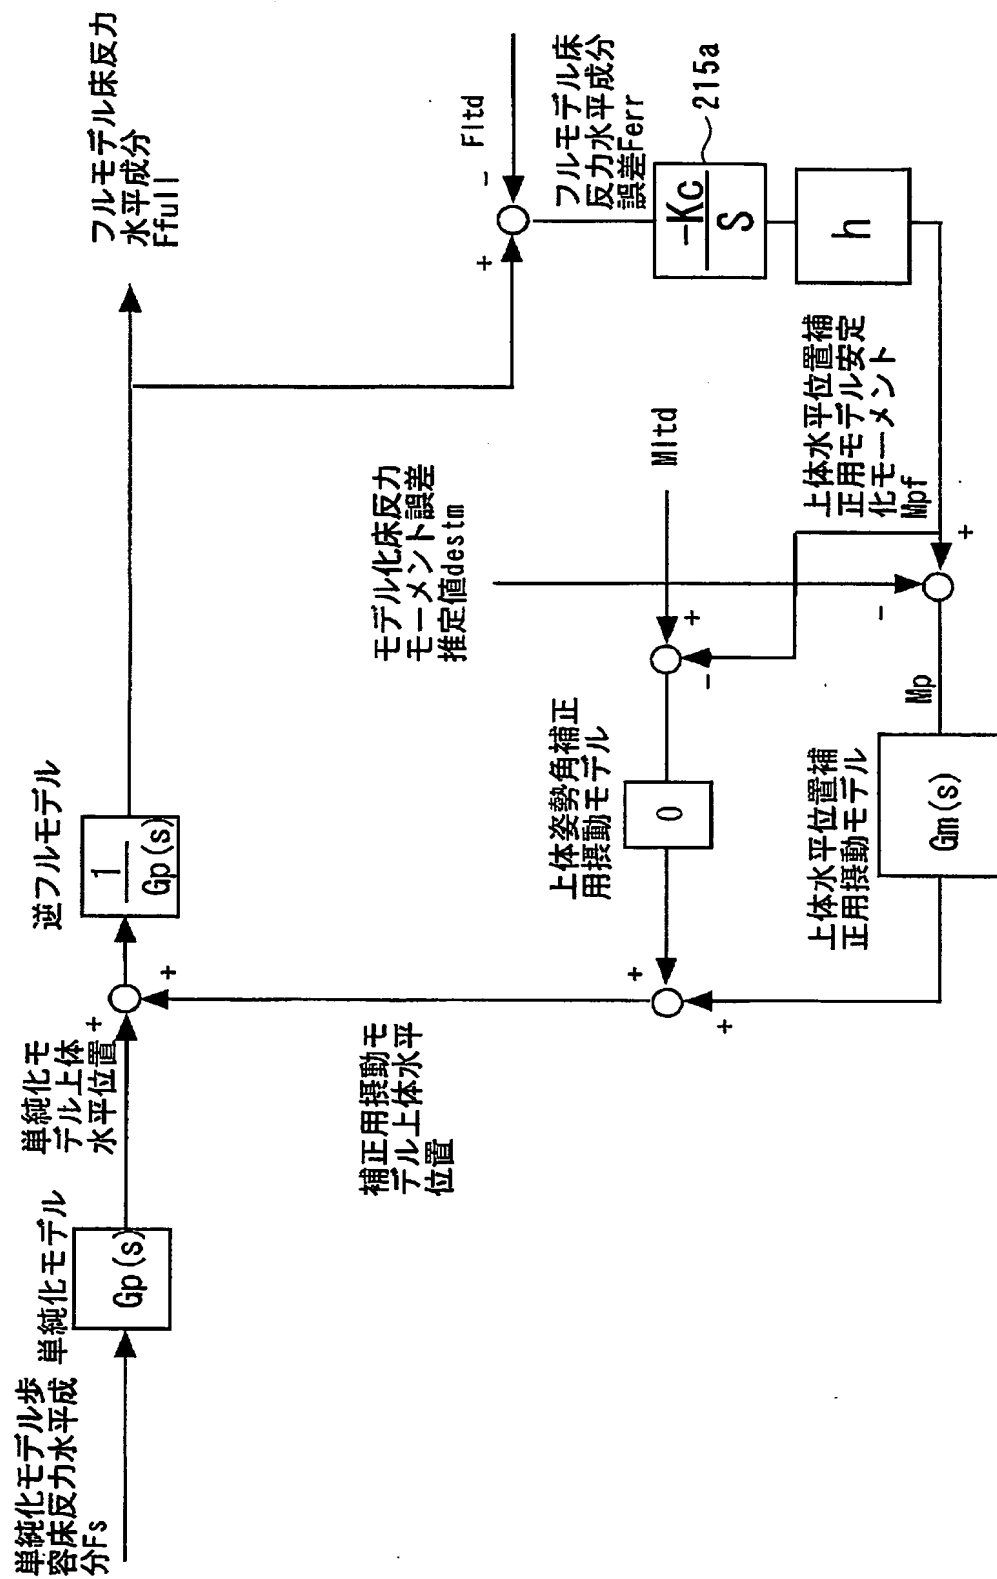 単純化モデル歩
容床反力水平成
分Fs
単純化モデル
Gp(s)
単純化モ
デル上体
水平位置
+
+
逆フルモデル
1
Gp(s)
フルモデル床反力
水平成分
Ffull
補正用摂動モ
デル上体水平
位置
モデル化床反力
モーメント誤差
推定値destm
+
-
Fltd
フルモデル床
反力水平成分
誤差Ferr
-Kc
S
215a
h
上体姿勢角補正
用摂動モデル
0
+
+
Mltd
+
-
上体水平位置補
正用モデル安定
化モーメント
Mpf
+
-
Mp
上体水平位置補
正用摂動モデル
Gm(s)